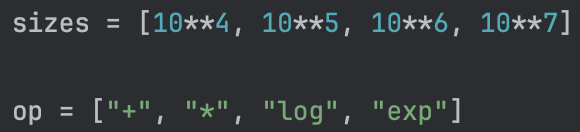 sizes = [10**4, 10**5, 10**6, 10**7]
op = ["+", "*", "log", "exp"]